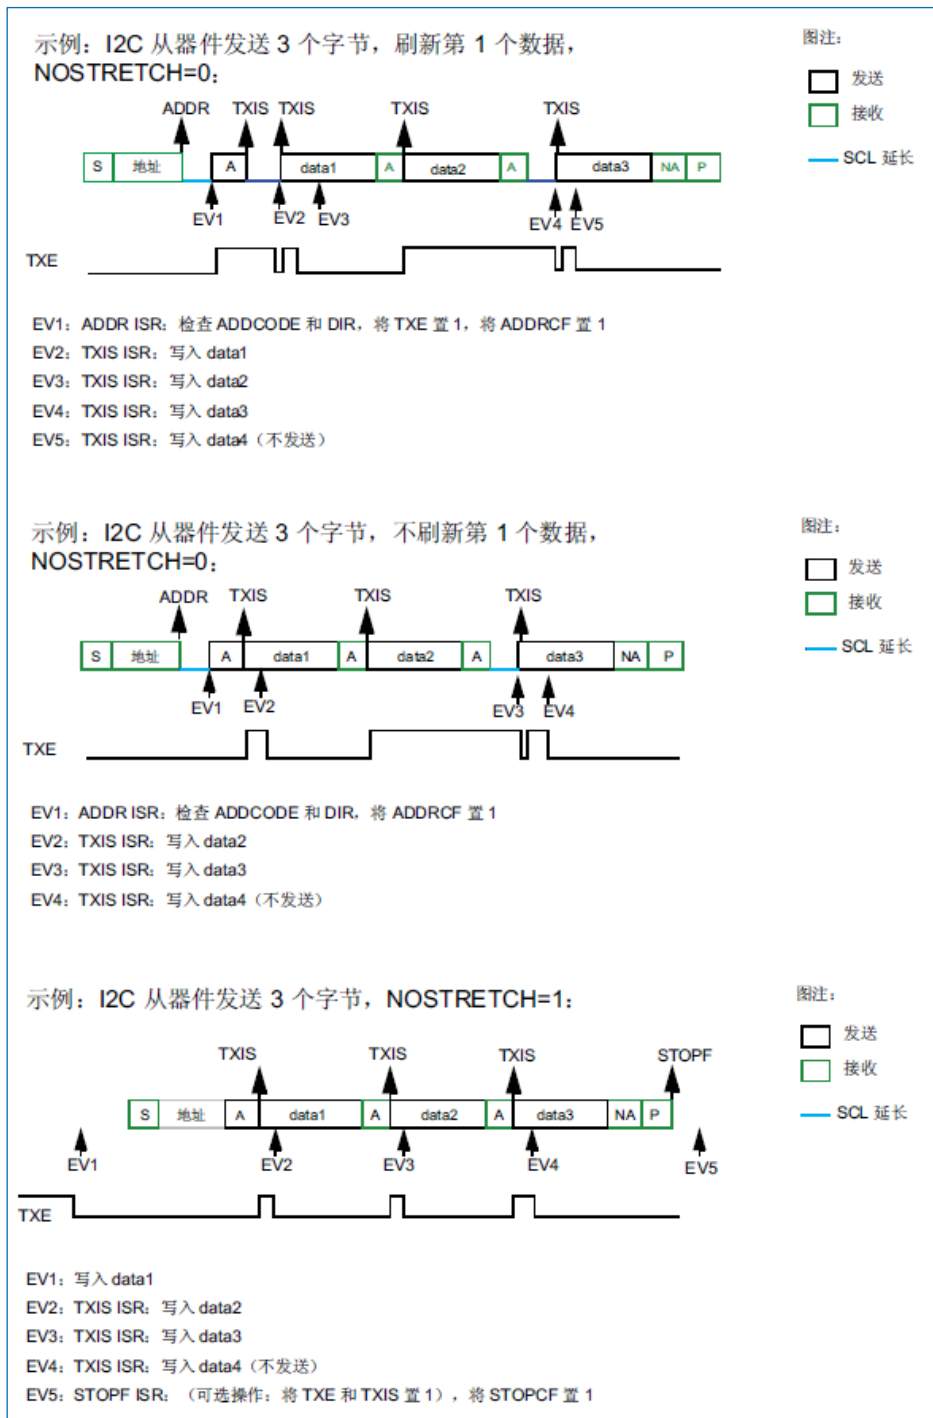 示例：I2C 从器件发送 3 个字节，刷新第 1 个数据，
NOSTRETCH=0：
图注：
发送
接收
SCL 延长
ADDR TXIS TXIS TXIS TXIS
S 地址 A data1 A data2 A data3 NA P
EV1 EV2 EV3 EV4 EV5
TXE
EV1：ADDR ISR：检查 ADDCODE 和 DIR，将 TXE 置 1，将 ADDRCF 置 1
EV2：TXIS ISR：写入 data1
EV3：TXIS ISR：写入 data2
EV4：TXIS ISR：写入 data3
EV5：TXIS ISR：写入 data4（不发送）
示例：I2C 从器件发送 3 个字节，不刷新第 1 个数据，
NOSTRETCH=0：
图注：
发送
接收
SCL 延长
ADDR TXIS TXIS TXIS
S 地址 A data1 A data2 A data3 NA P
EV1 EV2 EV3 EV4
TXE
EV1：ADDR ISR：检查 ADDCODE 和 DIR，将 ADDRCF 置 1
EV2：TXIS ISR：写入 data2
EV3：TXIS ISR：写入 data3
EV4：TXIS ISR：写入 data4（不发送）
示例：I2C 从器件发送 3 个字节，NOSTRETCH=1：
图注：
发送
接收
SCL 延长
TXIS TXIS TXIS STOPF
S 地址 A data1 A data2 A data3 NA P
EV1 EV2 EV3 EV4 EV5
TXE
EV1：写入 data1
EV2：TXIS ISR：写入 data2
EV3：TXIS ISR：写入 data3
EV4：TXIS ISR：写入 data4（不发送）
EV5：STOPF ISR：（可选操作：将 TXE 和 TXIS 置 1），将 STOPCF 置 1